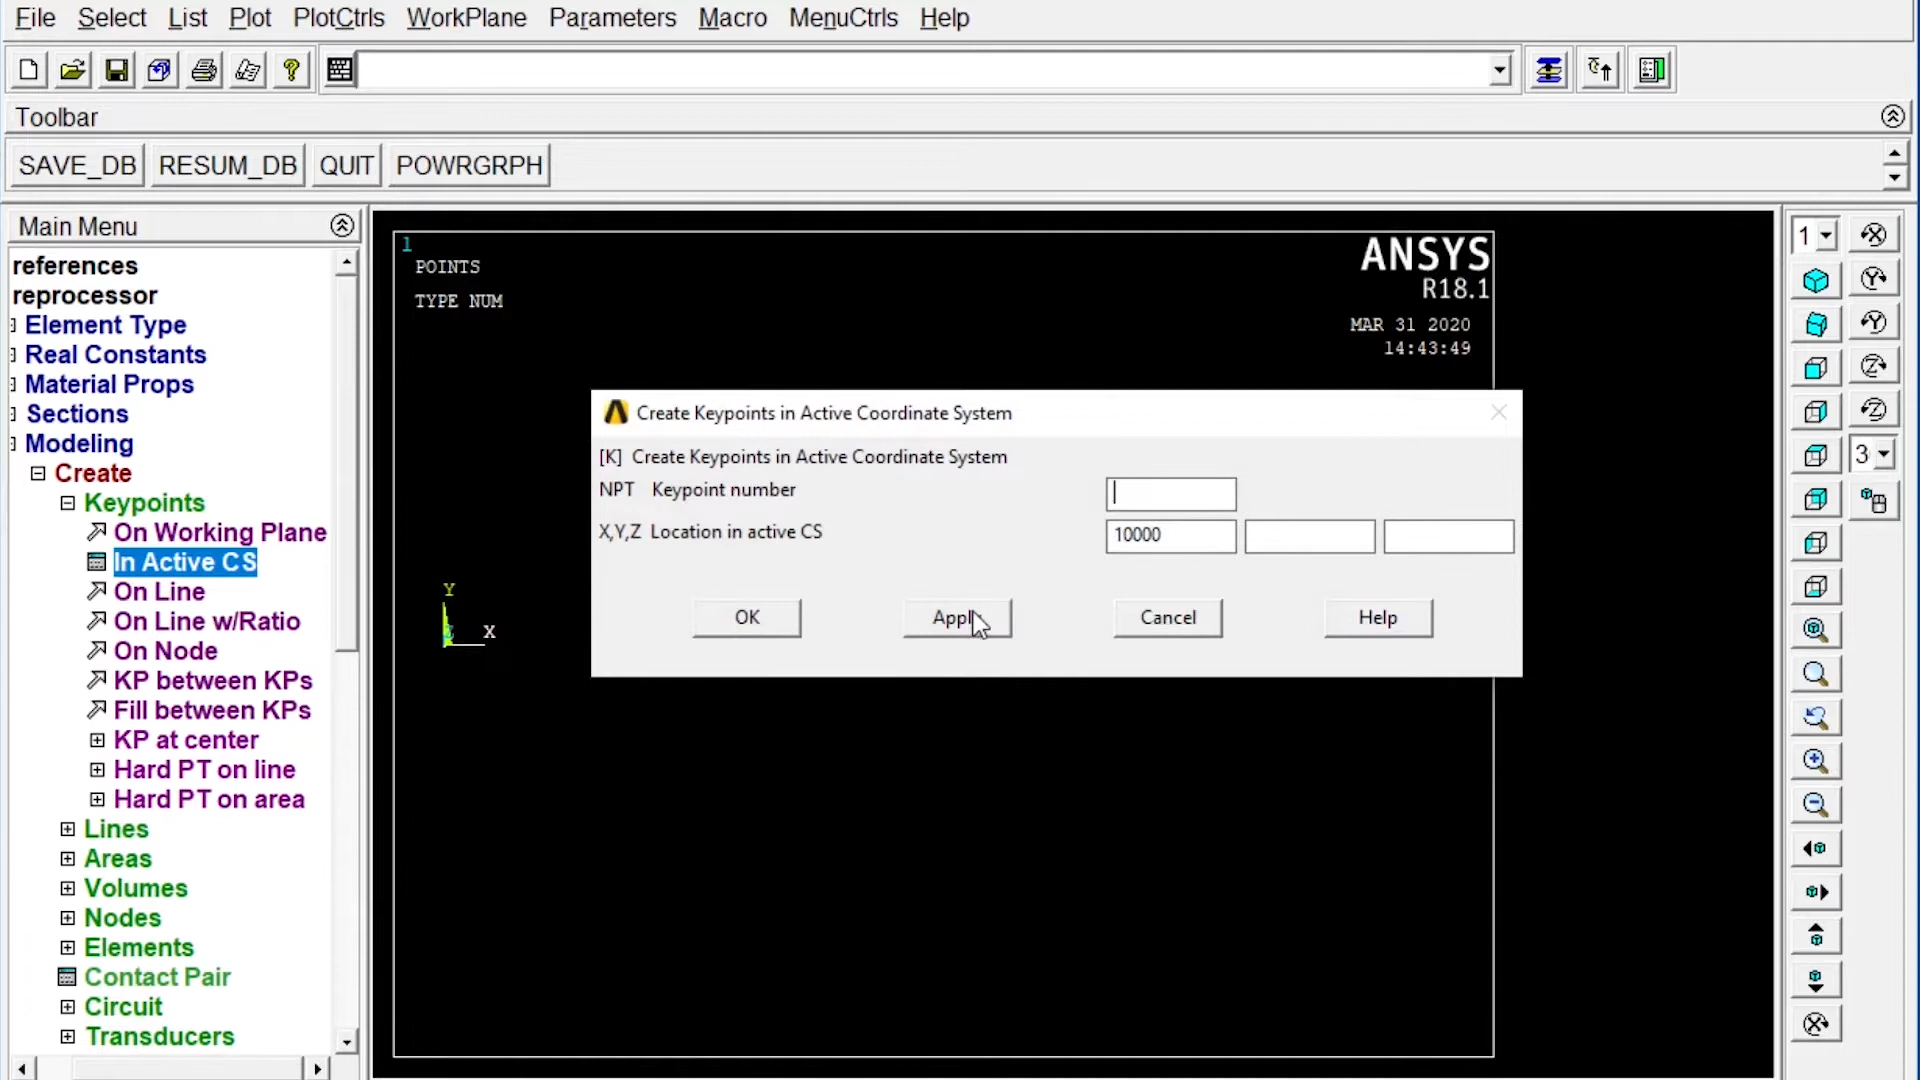 File Select List Plot PlotCtrls WorkPlane Parameters Macro MenuCtrls Help
Toolbar
SAVE_DB RESUM_DB QUIT POWRGRPH
Main Menu
references
reprocessor
Element Type
Real Constants
Material Props
Sections
Modeling
Create
Keypoints
On Working Plane
In Active CS
On Line
On Line w/Ratio
On Node
KP between KPs
Fill between KPs
KP at center
Hard PT on line
Hard PT on area
Lines
Areas
Volumes
Nodes
Elements
Contact Pair
Circuit
Transducers
1
POINTS
TYPE NUM
ANSYS
R18.1
MAR 31 2020
14:43:49
Create Keypoints in Active Coordinate System
[K] Create Keypoints in Active Coordinate System
NPT Keypoint number
X,Y,Z Location in active CS 10000
OK Apply Cancel Help
Y
X
1
3